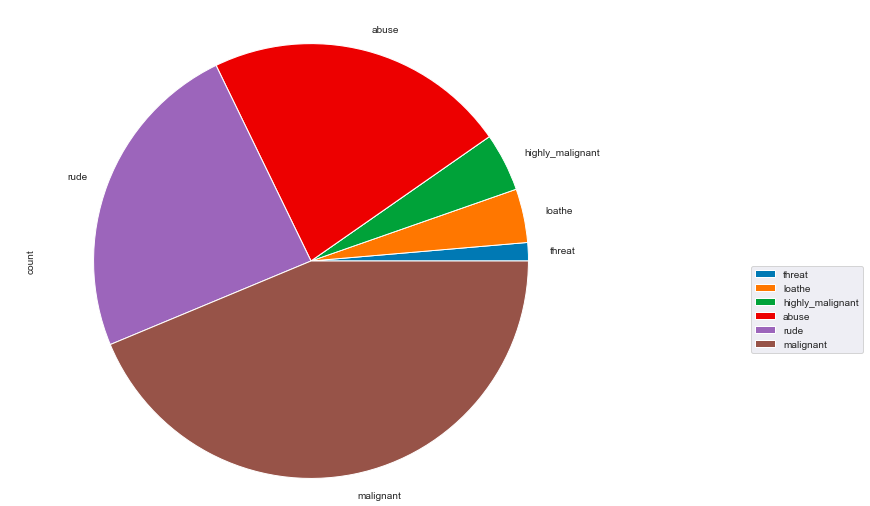 abuse
highly_malignant
rude
loathe
threat
count
malignant
threat
loathe
highly_malignant
abuse
rude
malignant